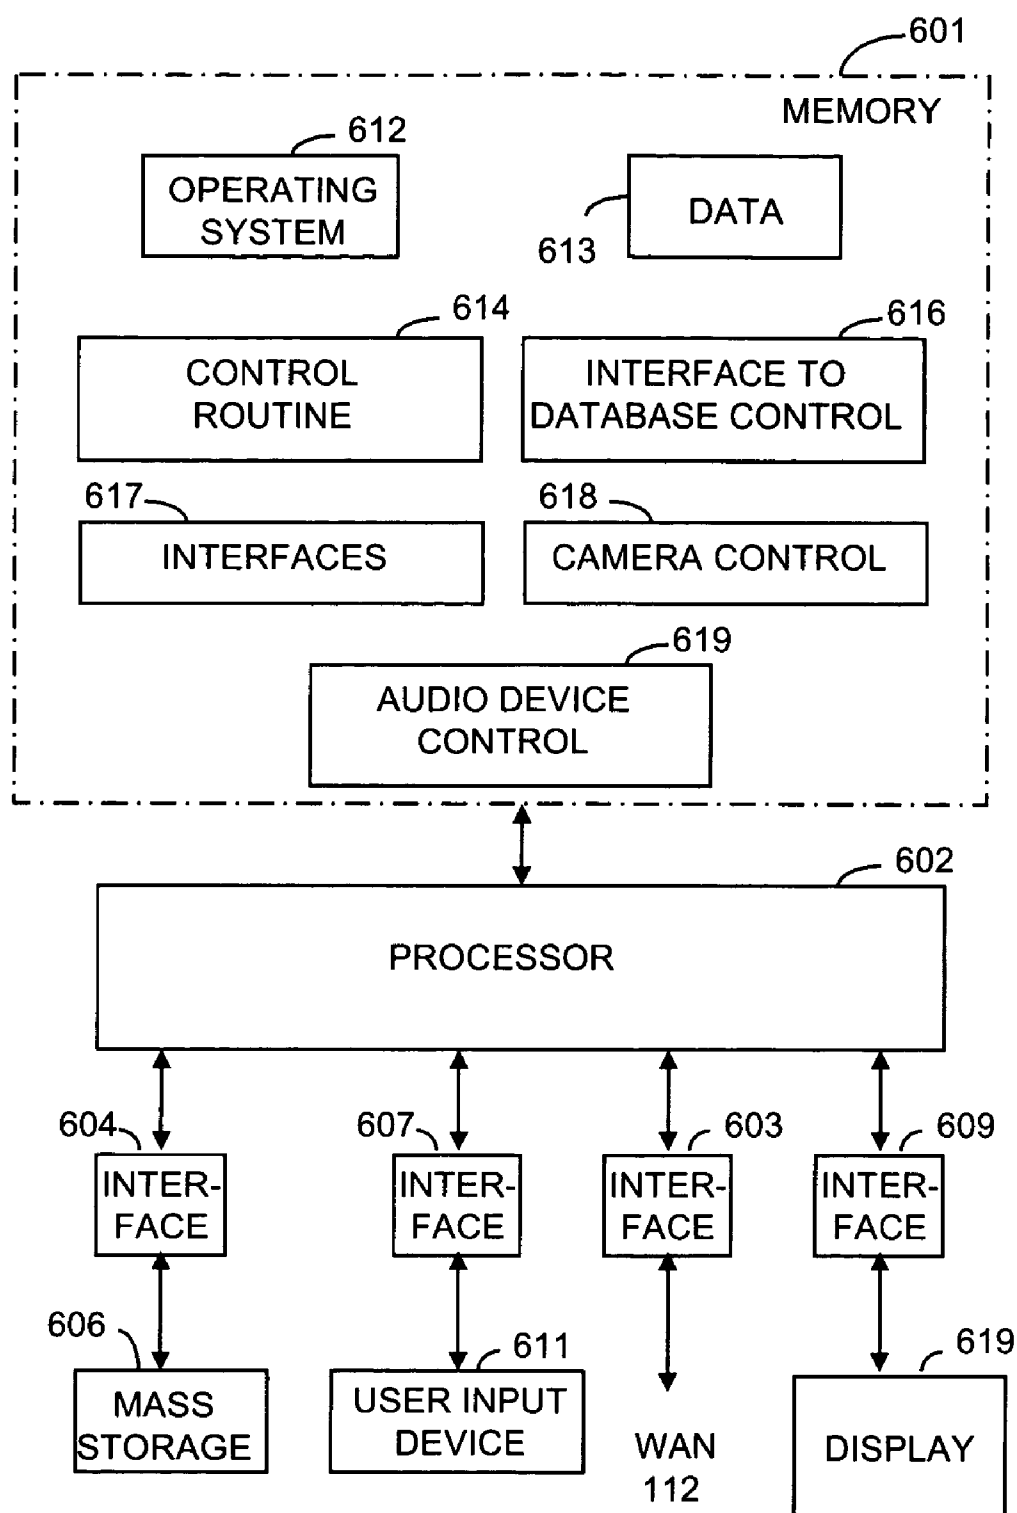 601
MEMORY
612
OPERATING
SYSTEM
DATA
613
614
CONTROL
ROUTINE
616
INTERFACE TO
DATABASE CONTROL
617
INTERFACES
618
CAMERA CONTROL
619
AUDIO DEVICE
CONTROL
602
PROCESSOR
604
INTER-
FACE
607
INTER-
FACE
603
INTER-
FACE
609
INTER-
FACE
606
MASS
STORAGE
611
USER INPUT
DEVICE
WAN
112
619
DISPLAY